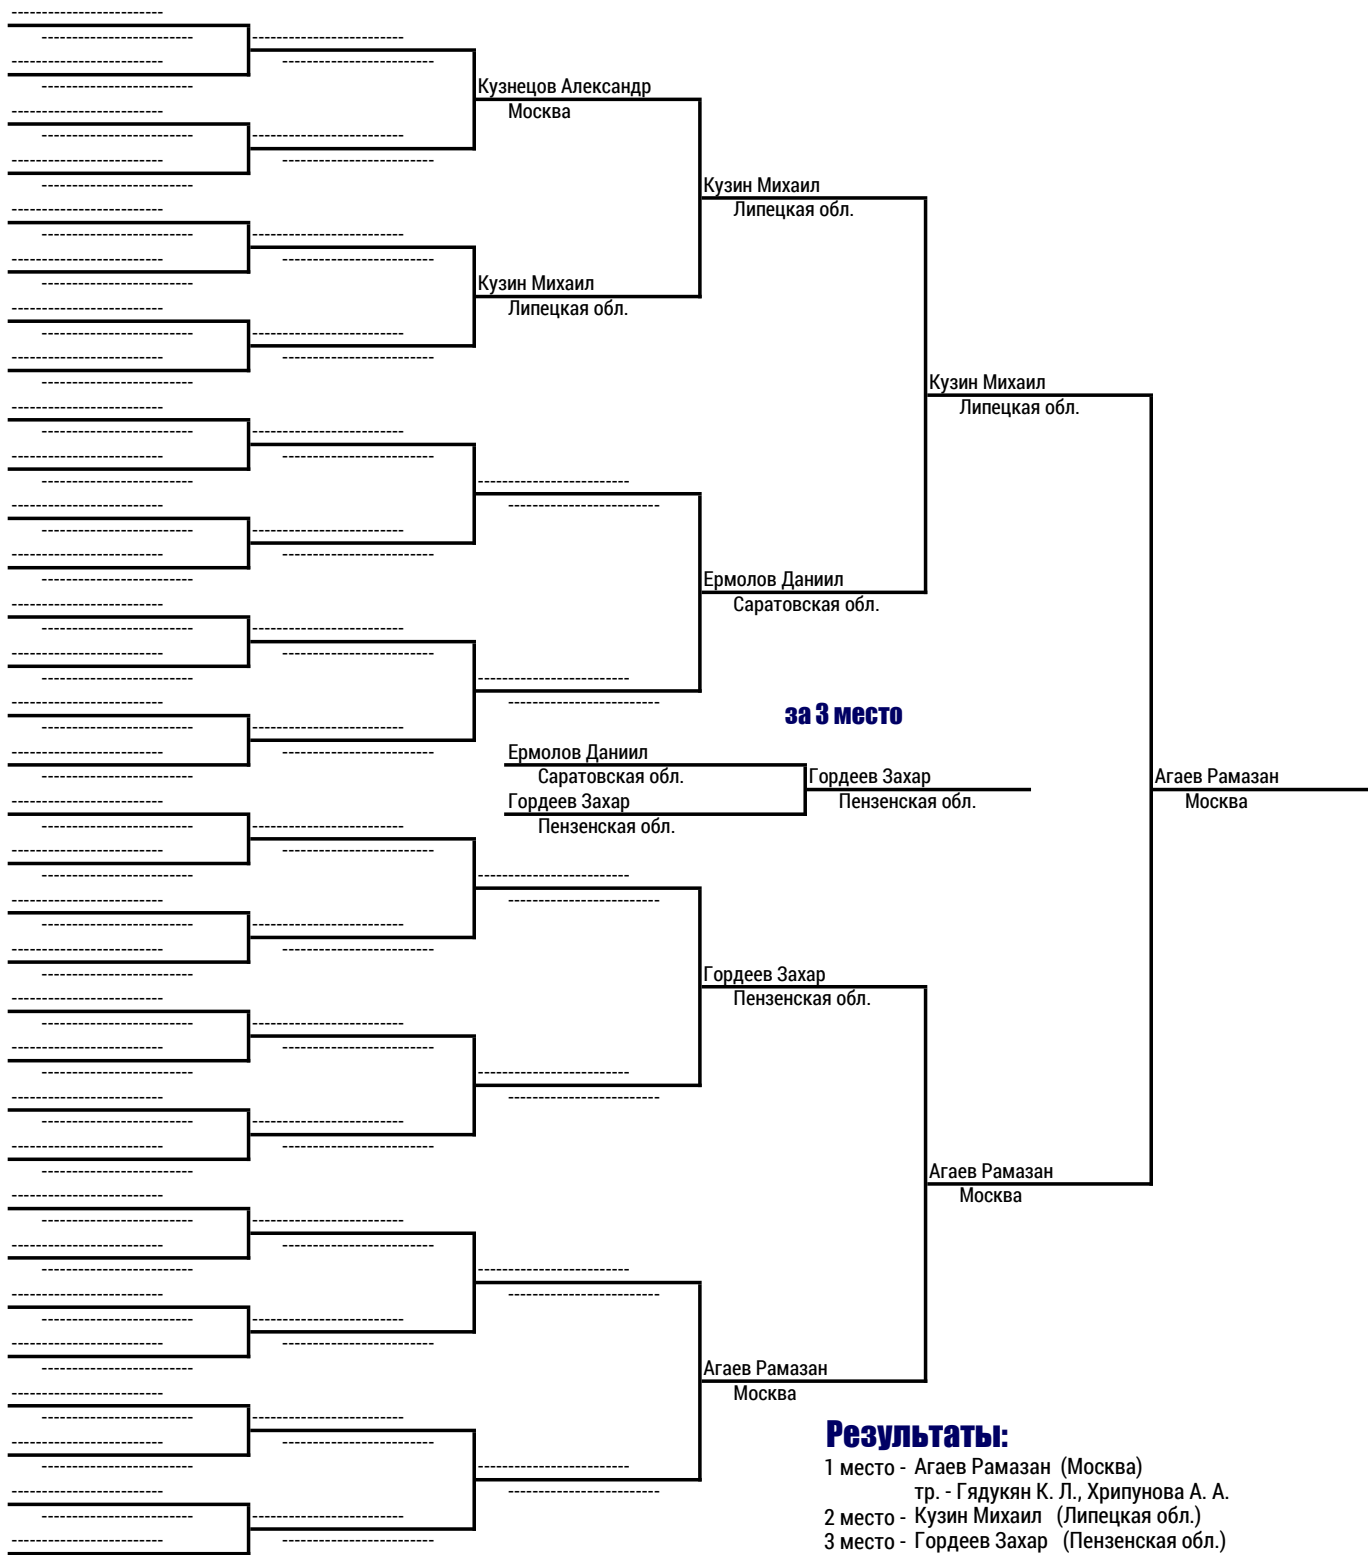 Кузнецов Александр
Москва
Кузин Михаил
Липецкая обл.
Кузин Михаил
Липецкая обл.
Кузин Михаил
Липецкая обл.
Ермолов Даниил
Саратовская обл.
за 3 место
Ермолов Даниил
Саратовская обл.
Гордеев Захар
Пензенская обл.
Гордеев Захар
Пензенская обл.
Агаев Рамазан
Москва
Гордеев Захар
Пензенская обл.
Агаев Рамазан
Москва
Агаев Рамазан
Москва
Результаты:
1 место - Агаев Рамазан (Москва)
тр. - Гядукян К. Л., Хрипунова А. А.
2 место - Кузин Михаил (Липецкая обл.)
3 место - Гордеев Захар (Пензенская обл.)